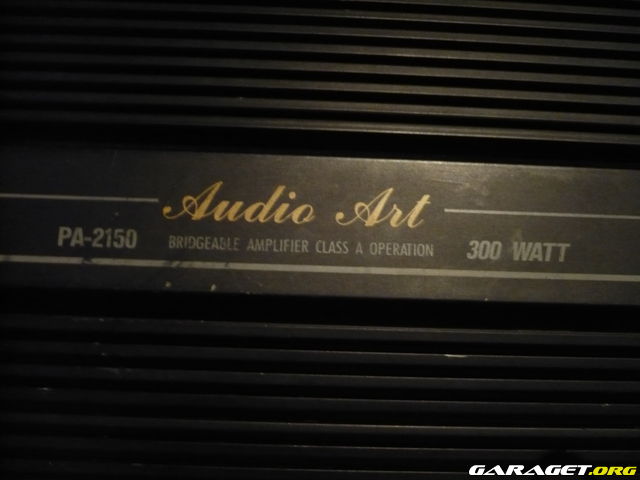 Audio Art
PA-2150 BRIDGEABLE AMPLIFIER CLASS A OPERATION 300 WATT
GARAGET.ORG